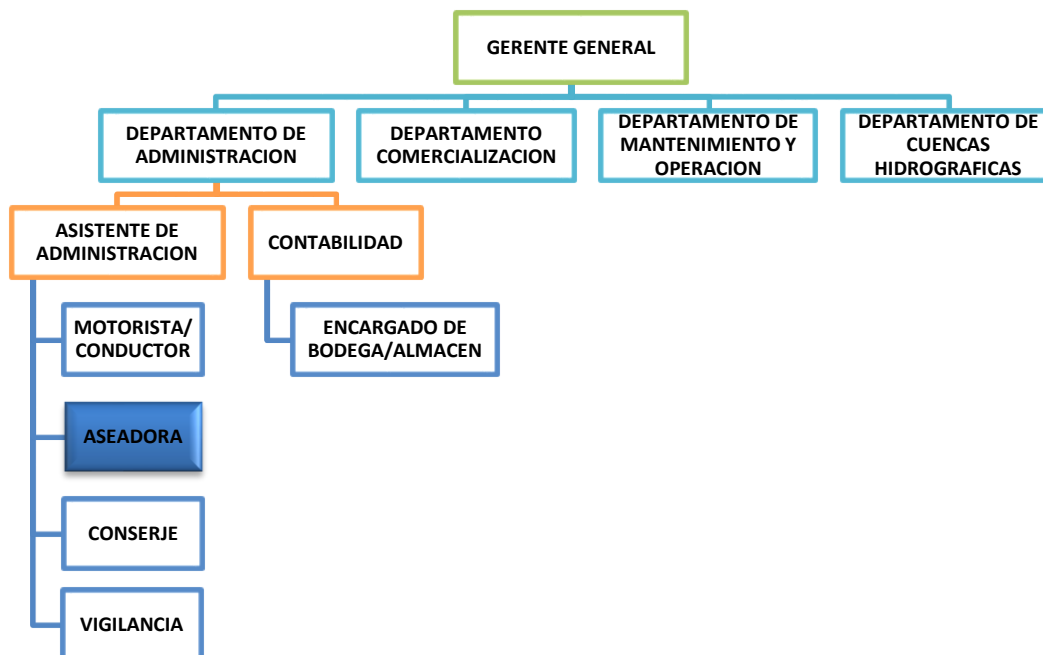 GERENTE GENERAL
DEPARTAMENTO DE
ADMINISTRACION
DEPARTAMENTO
COMERCIALIZACION
DEPARTAMENTO DE
MANTENIMIENTO Y
OPERACION
DEPARTAMENTO DE
CUENCAS
HIDROGRAFICAS
ASISTENTE DE
ADMINISTRACION
CONTABILIDAD
MOTORISTA/
CONDUCTOR
ENCARGADO DE
BODEGA/ALMACEN
ASEADORA
CONSERJE
VIGILANCIA